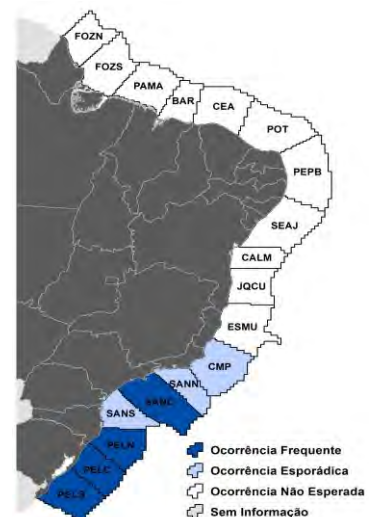 FOZN
FOZS
PAMA
BAR
CEA
POT
PEPB
SEAJ
CALM
JQCU
ESMU
CMP
SANN
SANC
SANS
PELN
PELC
PELS
Ocorrência Frequente
Ocorrência Esporádica
Ocorrência Não Esperada
Sem Informação